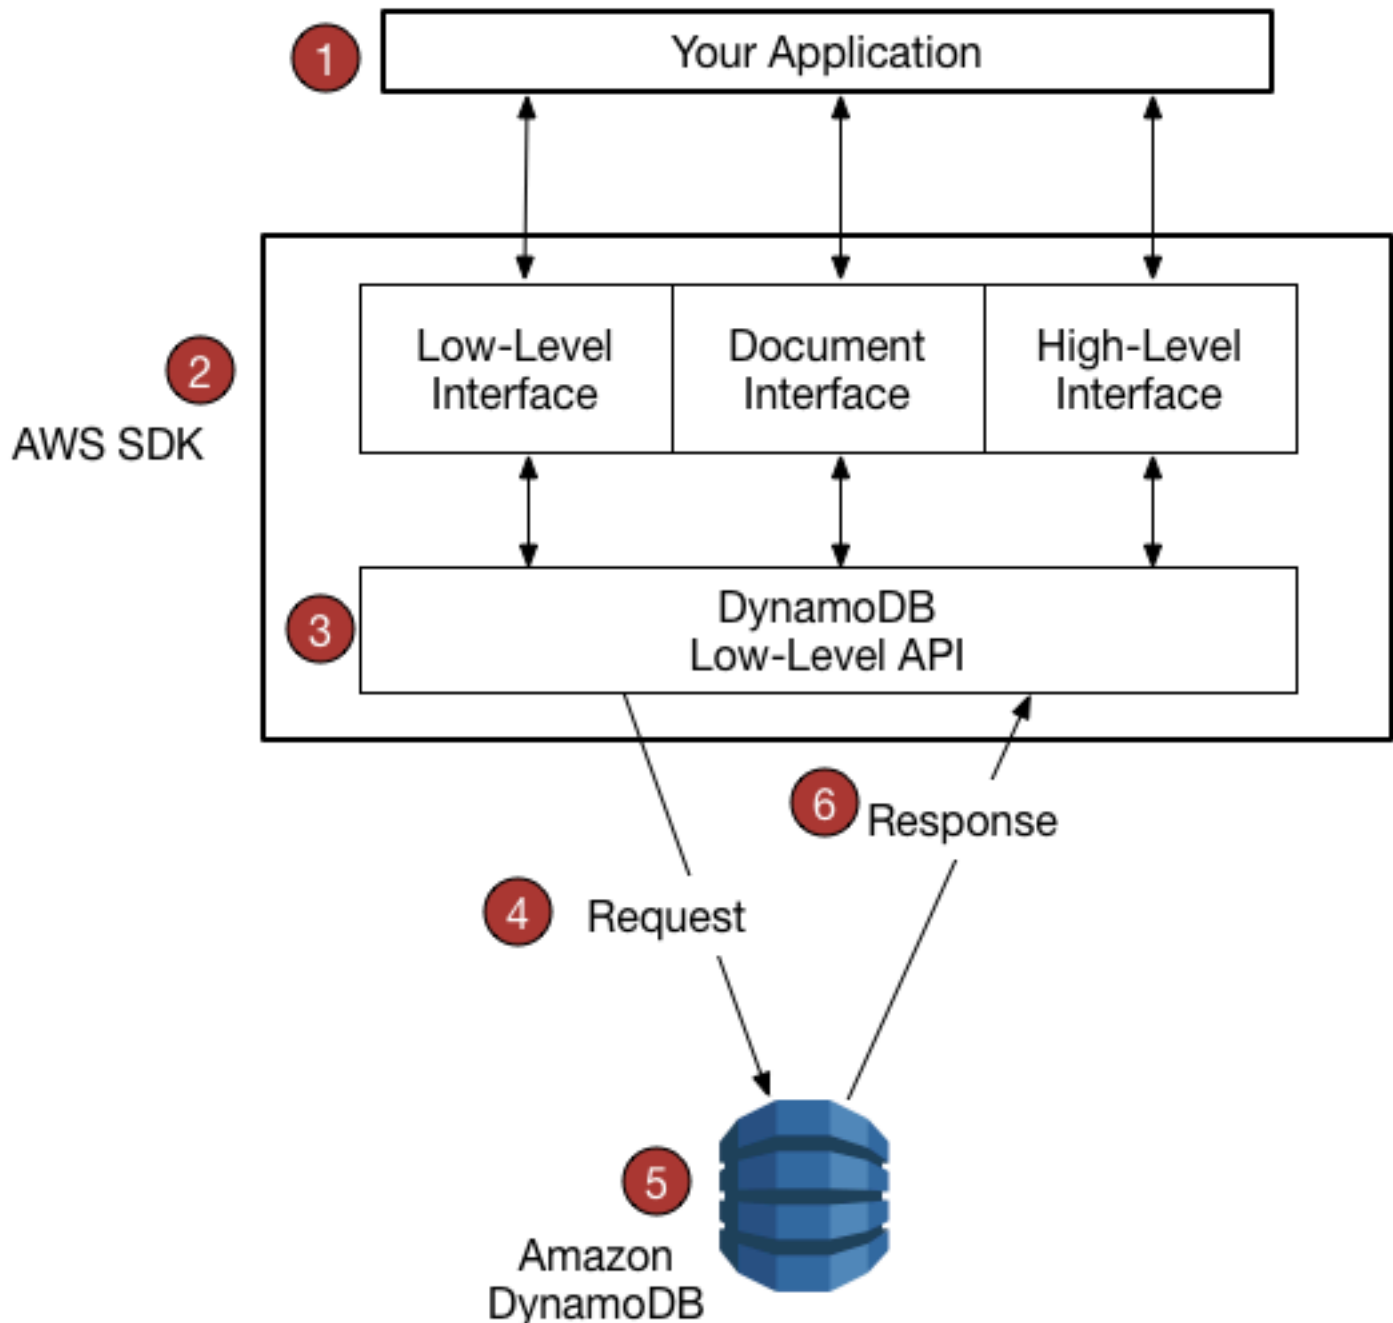 1
Your Application
2
AWS SDK
Low-Level
Interface
Document
Interface
High-Level
Interface
3
DynamoDB
Low-Level API
6
Response
4
Request
5
Amazon
DynamoDB